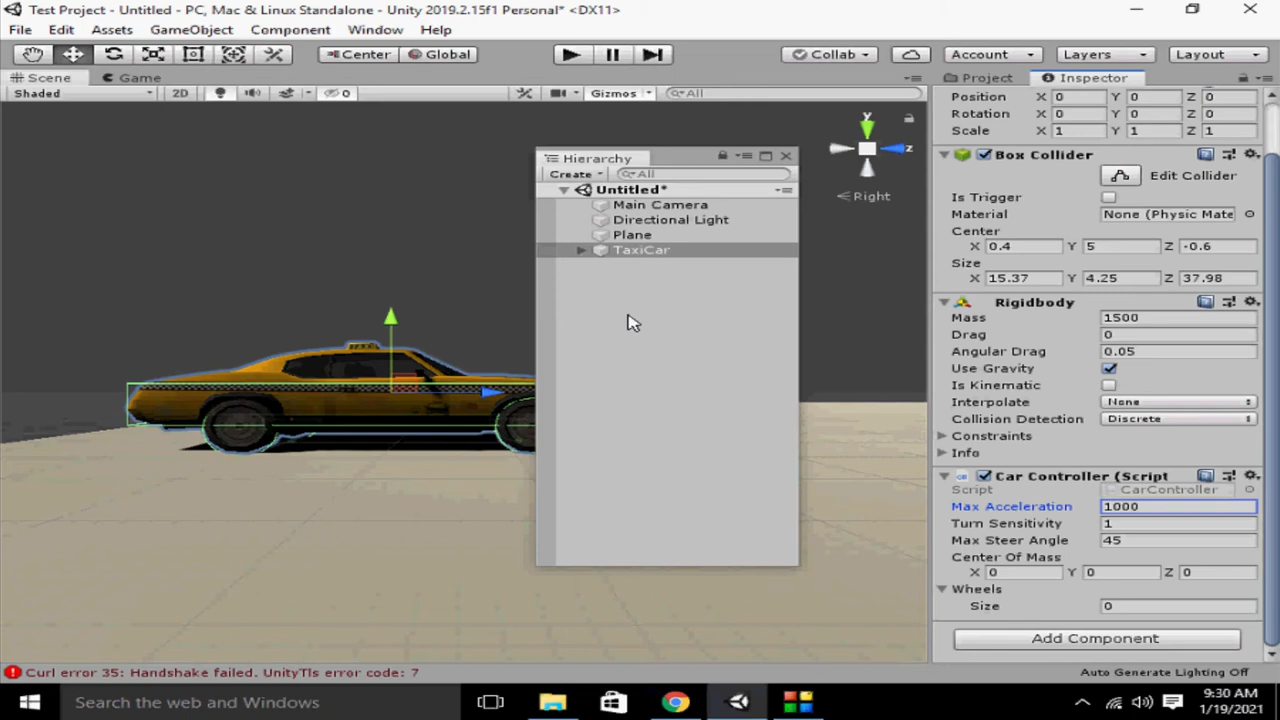 Test Project - Untitled - PC, Mac & Linux Standalone - Unity 2019.2.15f1 Personal* <DX11>
File Edit Assets GameObject Component Window Help
Center Global Collab Account Layers Layout
Scene Game Project Inspector
Shaded 2D 0 Gizmos All
Position X 0 Y 0 Z 0
Rotation X 0 Y 0 Z 0
Scale X 1 Y 1 Z 1
y
z
Right
Hierarchy
Create All
Untitled*
Main Camera
Directional Light
Plane
TaxiCar
Box Collider
Edit Collider
Is Trigger
Material None (Physic Mate
Center
X 0.4 Y 5 Z -0.6
Size
X 15.37 Y 4.25 Z 37.98
Rigidbody
Mass 1500
Drag 0
Angular Drag 0.05
Use Gravity
Is Kinematic
Interpolate None
Collision Detection Discrete
Constraints
Info
Car Controller (Script
Script CarController
Max Acceleration 1000
Turn Sensitivity 1
Max Steer Angle 45
Center Of Mass
X 0 Y 0 Z 0
Wheels
Size 0
Add Component
Curl error 35: Handshake failed. UnityTls error code: 7
Auto Generate Lighting Off
Search the web and Windows
9:30 AM
1/19/2021